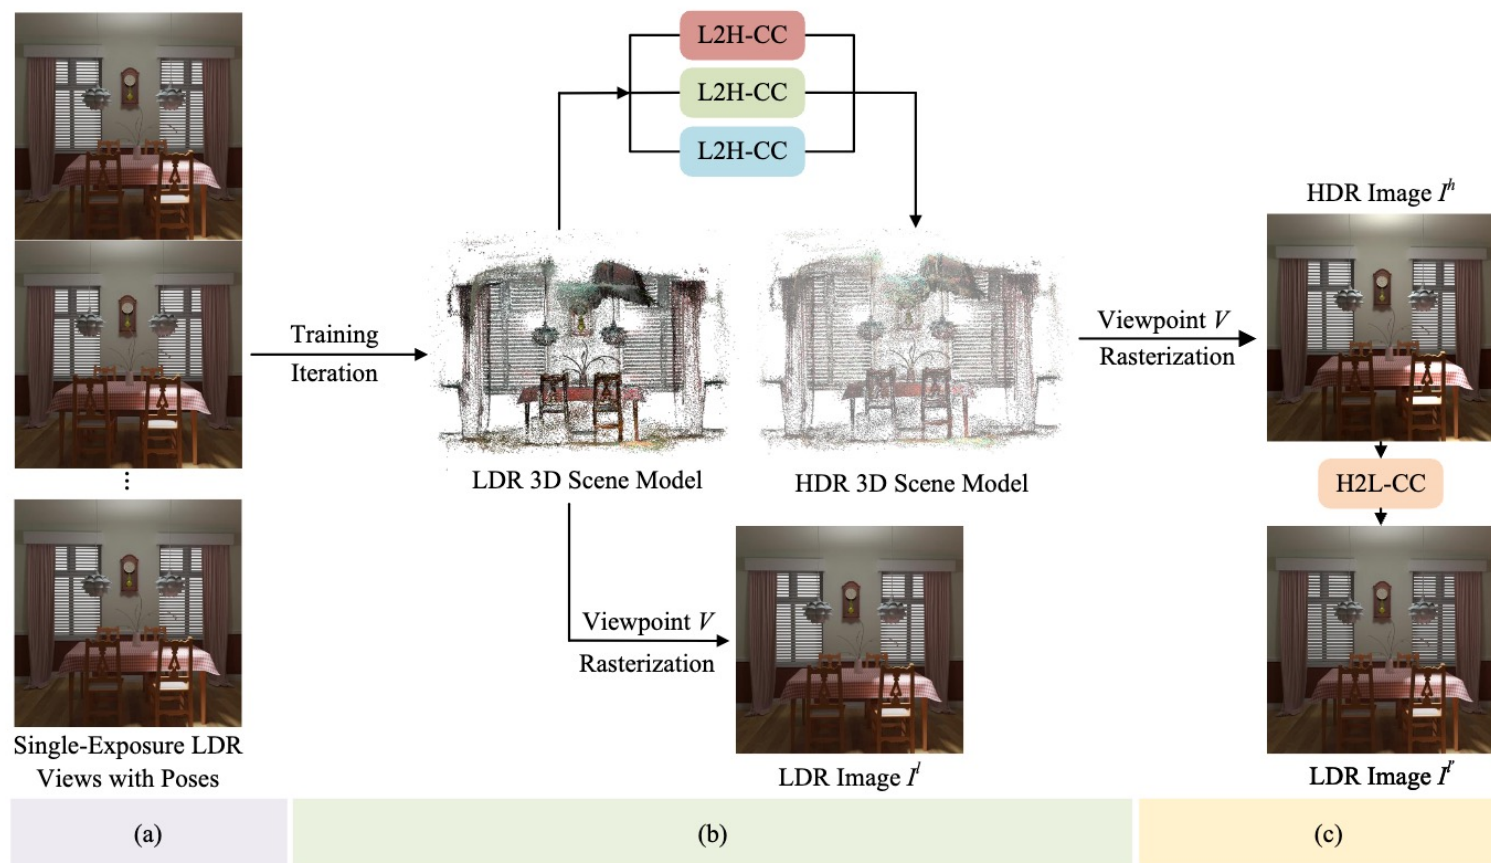 L2H-CC
L2H-CC
L2H-CC
HDR Image I^h
Training
Iteration
Viewpoint V
Rasterization
LDR 3D Scene Model
HDR 3D Scene Model
H2L-CC
⋮
Viewpoint V
Rasterization
Single-Exposure LDR
Views with Poses
LDR Image I^l
LDR Image I^l'
(a)
(b)
(c)